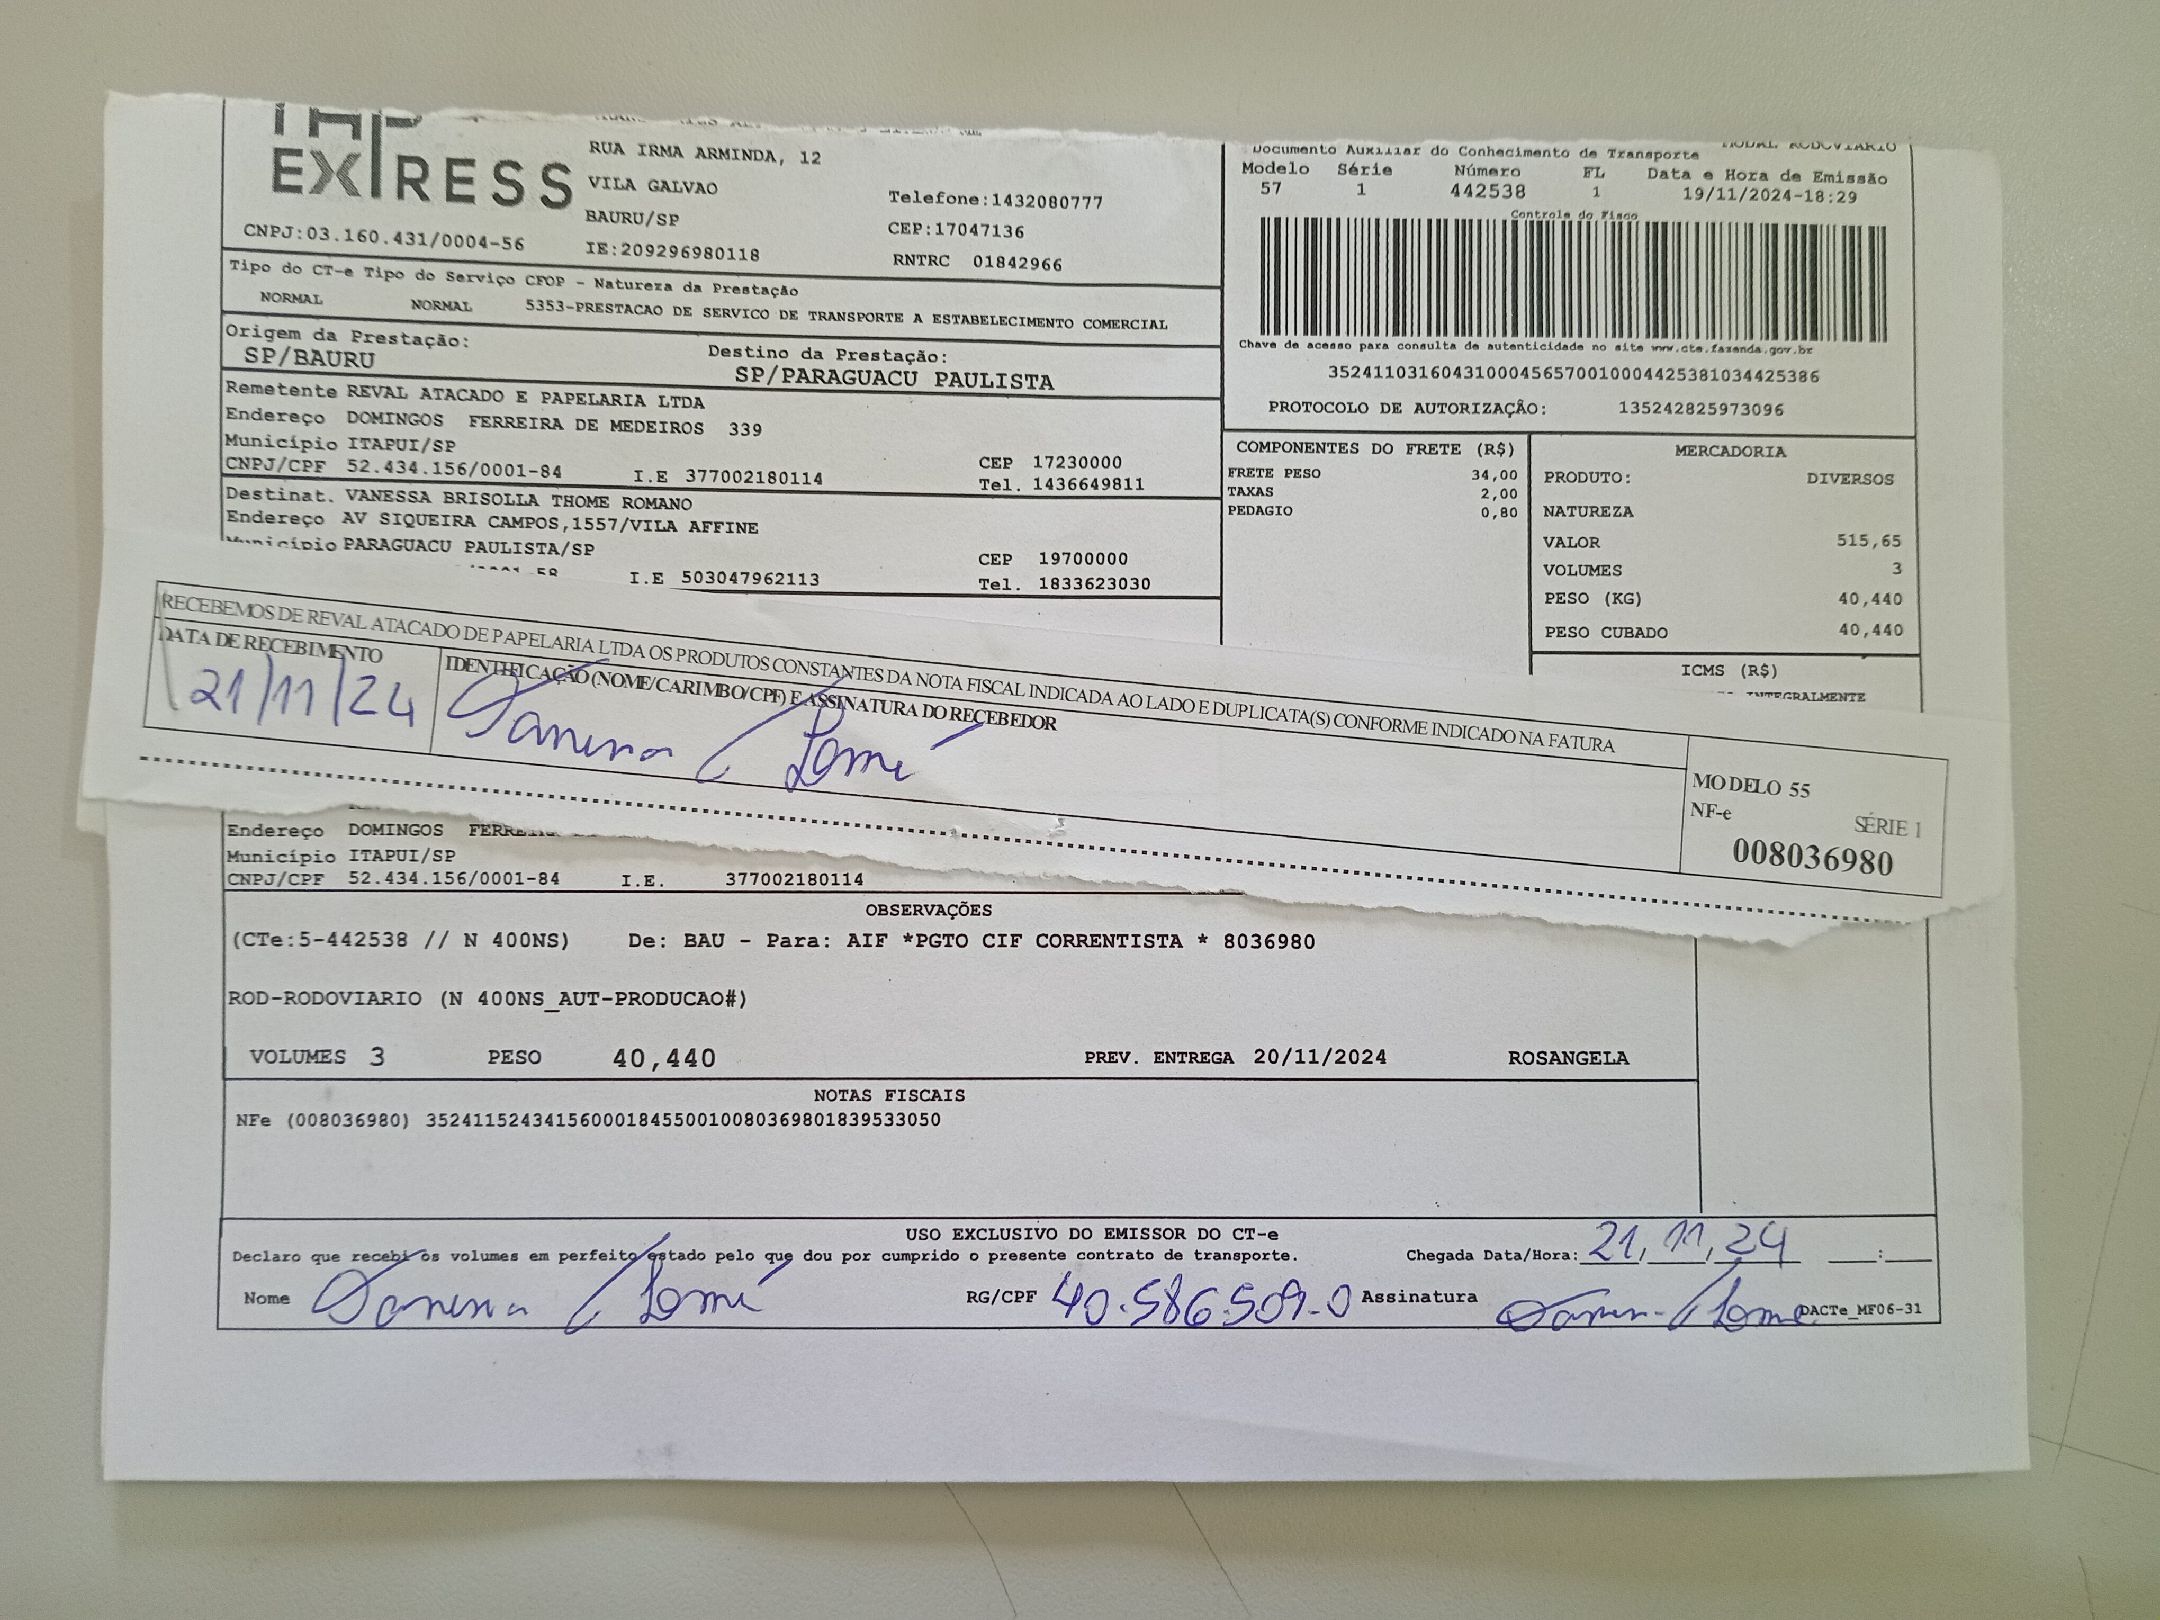 EXPRESS
RUA IRMA ARMINDA, 12
VILA GALVAO
BAURU/SP
IE:209296980118
Telefone:1432080777
CEP:17047136
RNTRC 01842966
CNPJ:03.160.431/0004-56
Tipo do CT-e Tipo do Serviço CFOP - Natureza da Prestação
NORMAL NORMAL 5353-PRESTACAO DE SERVICO DE TRANSPORTE A ESTABELECIMENTO COMERCIAL
Origem da Prestação: Destino da Prestação:
SP/BAURU SP/PARAGUACU PAULISTA
Remetente REVAL ATACADO E PAPELARIA LTDA
Endereço DOMINGOS FERREIRA DE MEDEIROS 339
Município ITAPUI/SP CEP 17230000
CNPJ/CPF 52.434.156/0001-84 I.E 377002180114 Tel. 1436649811
Destinat. VANESSA BRISOLLA THOME ROMANO
Endereço AV SIQUEIRA CAMPOS,1557/VILA AFFINE
Município PARAGUACU PAULISTA/SP CEP 19700000
I.E 503047962113 Tel. 1833623030
MODAL RODOVIARIO
Documento Auxiliar do Conhecimento de Transporte
Modelo Série Número FL Data e Hora de Emissão
57 1 442538 1 19/11/2024-18:29
Controle do Fisco
Chave de acesso para consulta de autenticidade no site www.cte.fazenda.gov.br
35241103160431000456570010004425381034425386
PROTOCOLO DE AUTORIZAÇÃO: 135242825973096
COMPONENTES DO FRETE (R$)
FRETE PESO 34,00
TAXAS 2,00
PEDAGIO 0,80
MERCADORIA
PRODUTO: DIVERSOS
NATUREZA
VALOR 515,65
VOLUMES 3
PESO (KG) 40,440
PESO CUBADO 40,440
ICMS (R$)
INTEGRALMENTE
RECEBEMOS DE REVAL ATACADO DE PAPELARIA LTDA OS PRODUTOS CONSTANTES DA NOTA FISCAL INDICADA AO LADO E DUPLICATA(S) CONFORME INDICADO NA FATURA
DATA DE RECEBIMENTO IDENTIFICAÇÃO (NOME/CARIMBO/CPF) E ASSINATURA DO RECEBEDOR
21/11/24
MODELO 55
NF-e SÉRIE 1
008036980
Endereço DOMINGOS
Município ITAPUI/SP
CNPJ/CPF 52.434.156/0001-84 I.E. 377002180114
OBSERVAÇÕES
(CTe:5-442538 // N 400NS) De: BAU - Para: AIF *PGTO CIF CORRENTISTA * 8036980
ROD-RODOVIARIO (N 400NS_AUT-PRODUCAO#)
VOLUMES 3 PESO 40,440 PREV. ENTREGA 20/11/2024 ROSANGELA
NOTAS FISCAIS
NFe (008036980) 35241152434156000184550010080369801839533050
USO EXCLUSIVO DO EMISSOR DO CT-e
Declaro que recebi os volumes em perfeito estado pelo que dou por cumprido o presente contrato de transporte. Chegada Data/Hora: 21/11/24 :
Nome RG/CPF 40.586.509-0 Assinatura
DACTe_MF06-31